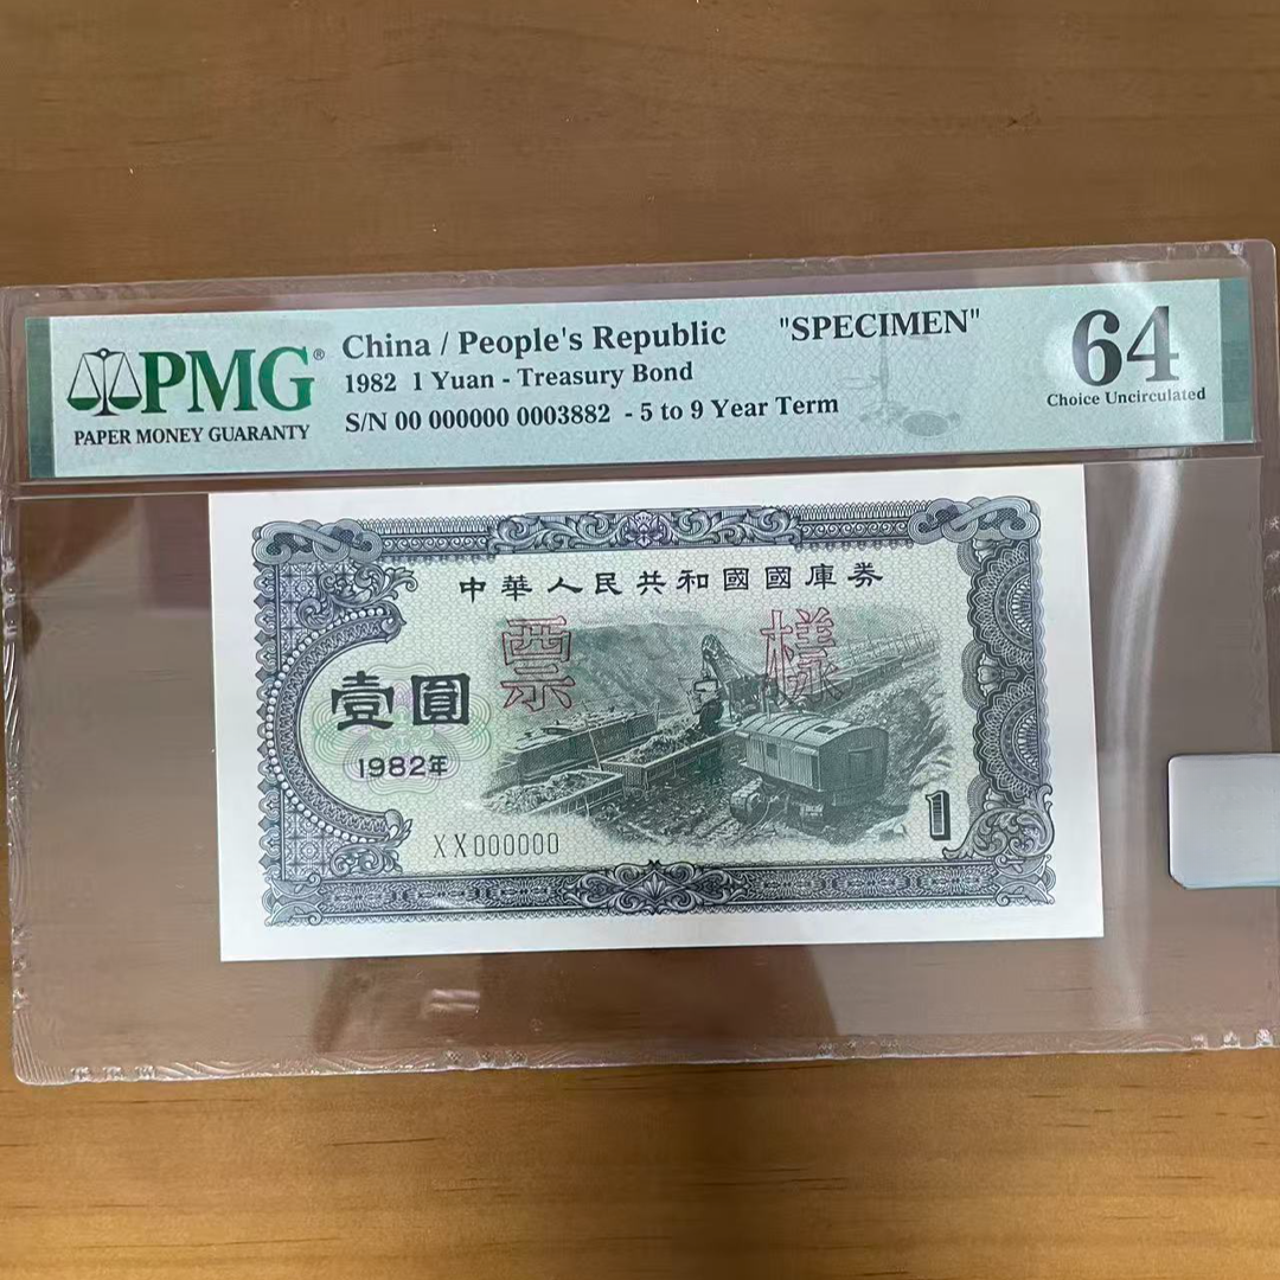 PMG®
PAPER MONEY GUARANTY
China / People's Republic "SPECIMEN"
1982 1 Yuan - Treasury Bond
S/N 00 000000 0003882 - 5 to 9 Year Term
64
Choice Uncirculated
中華人民共和國國庫券
票樣
壹圓
1982年
XX000000
1